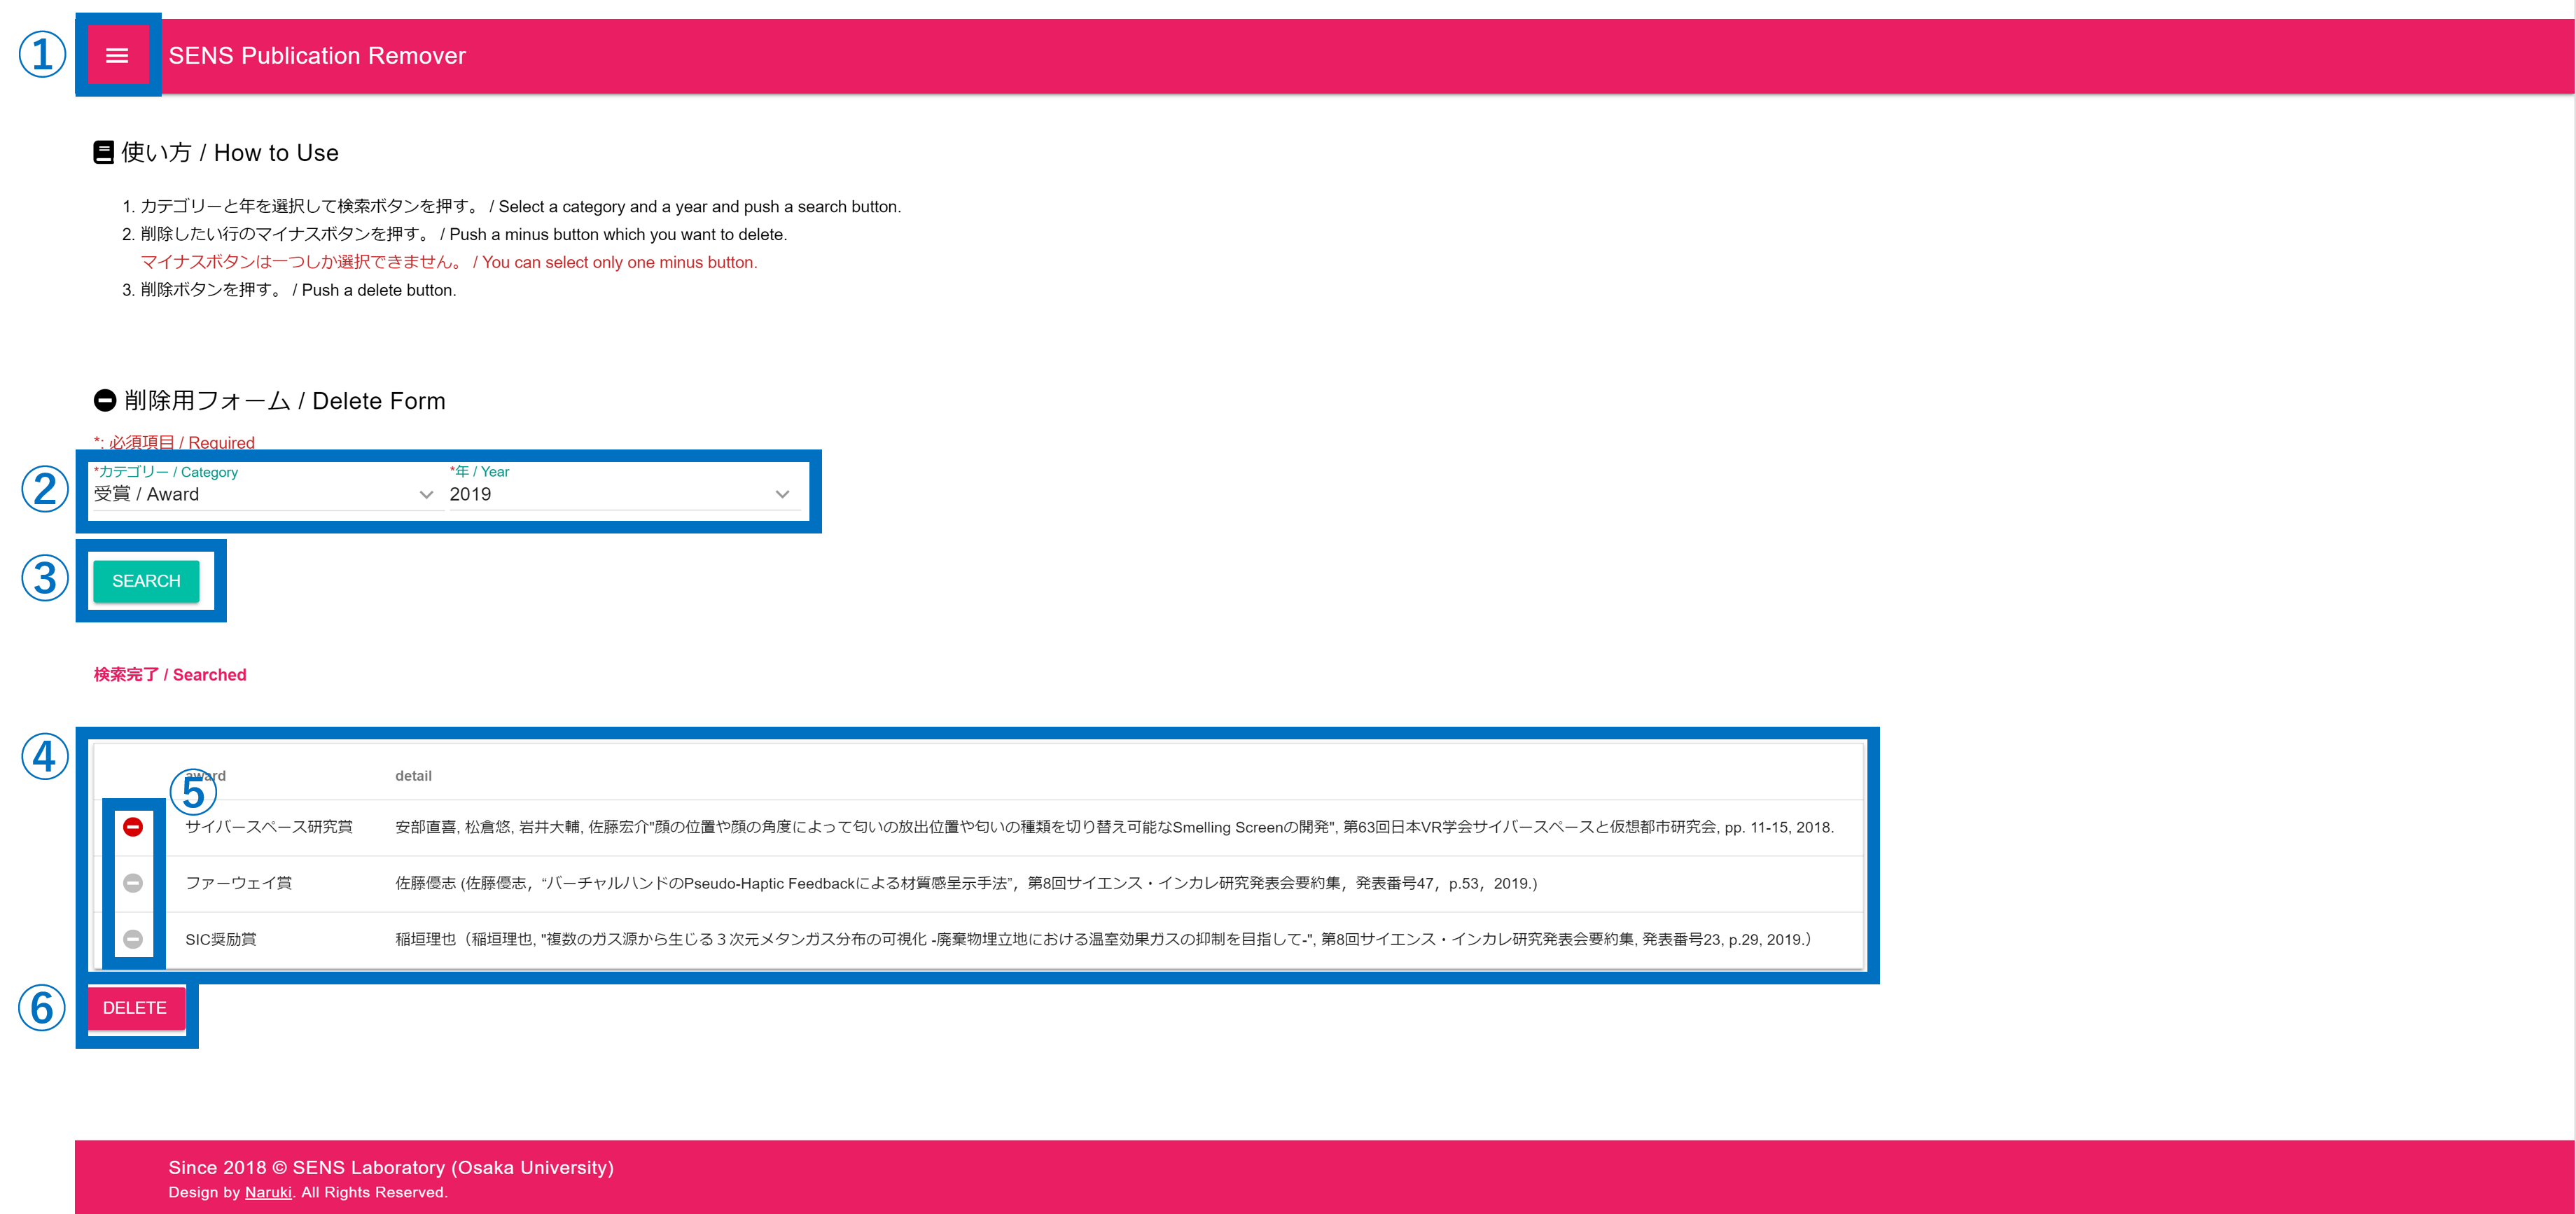 ①
SENS Publication Remover
使い方 / How to Use
1. カテゴリーと年を選択して検索ボタンを押す。 / Select a category and a year and push a search button.
2. 削除したい行のマイナスボタンを押す。 / Push a minus button which you want to delete.
マイナスボタンは一つしか選択できません。 / You can select only one minus button.
3. 削除ボタンを押す。 / Push a delete button.
削除用フォーム / Delete Form
*: 必須項目 / Required
②
*カテゴリー / Category *年 / Year
受賞 / Award 2019
③
SEARCH
検索完了 / Searched
④
award detail
⑤
サイバースペース研究賞 安部直喜, 松倉悠, 岩井大輔, 佐藤宏介"顔の位置や顔の角度によって匂いの放出位置や匂いの種類を切り替え可能なSmelling Screenの開発", 第63回日本VR学会サイバースペースと仮想都市研究会, pp. 11-15, 2018.
ファーウェイ賞 佐藤優志 (佐藤優志，“バーチャルハンドのPseudo-Haptic Feedbackによる材質感呈示手法”，第8回サイエンス・インカレ研究発表会要約集，発表番号47，p.53，2019.)
SIC奨励賞 稲垣理也（稲垣理也, "複数のガス源から生じる３次元メタンガス分布の可視化 -廃棄物埋立地における温室効果ガスの抑制を目指して-", 第8回サイエンス・インカレ研究発表会要約集, 発表番号23, p.29, 2019.）
⑥
DELETE
Since 2018 © SENS Laboratory (Osaka University)
Design by Naruki. All Rights Reserved.